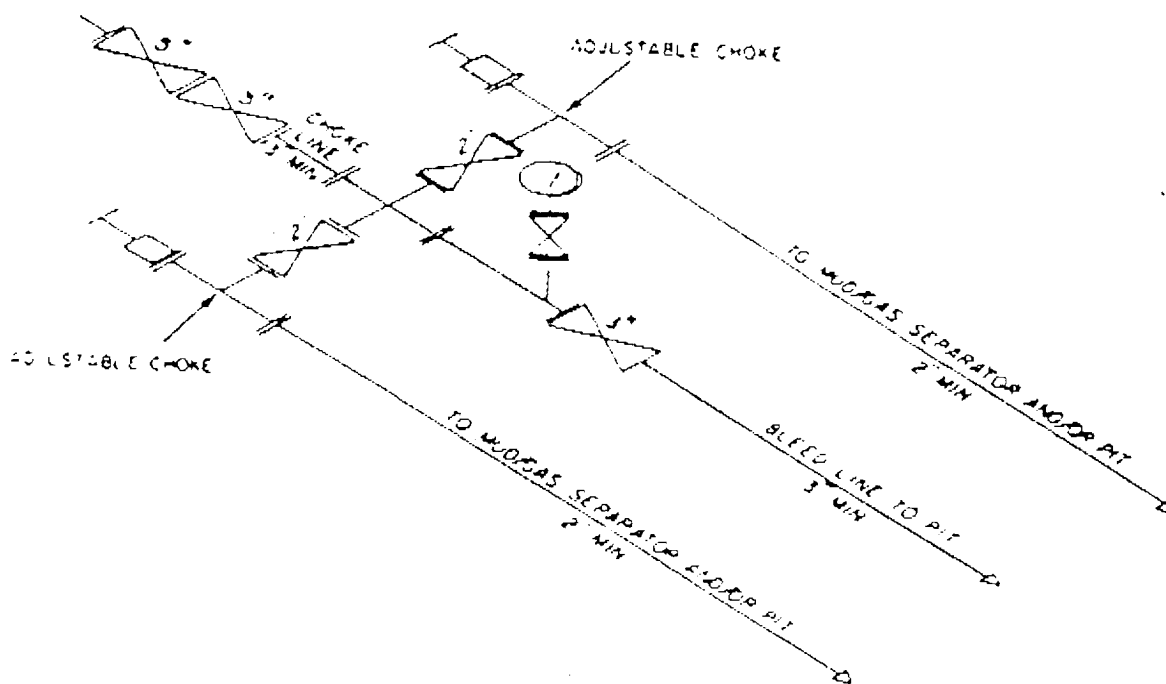 ADJUSTABLE CHOKE
3"
3"
CHOKE
LINE
3 MIN
2
2
3"
ADJUSTABLE CHOKE
TO MUD/GAS SEPARATOR AND/OR PIT
2" MIN
BLEED LINE TO PIT
3 MIN
TO MUD/GAS SEPARATOR AND/OR PIT
2" MIN